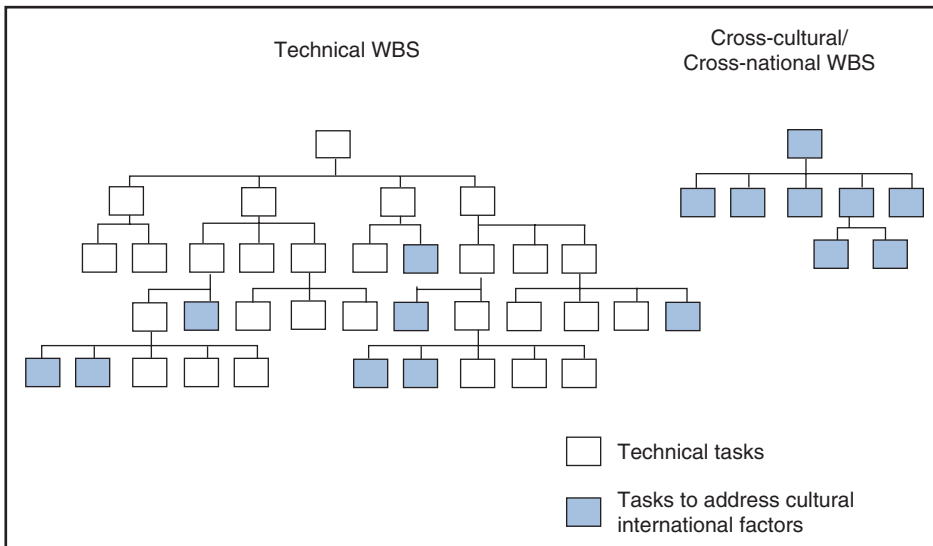 Technical WBS
Cross-cultural/
Cross-national WBS
Technical tasks
Tasks to address cultural
international factors